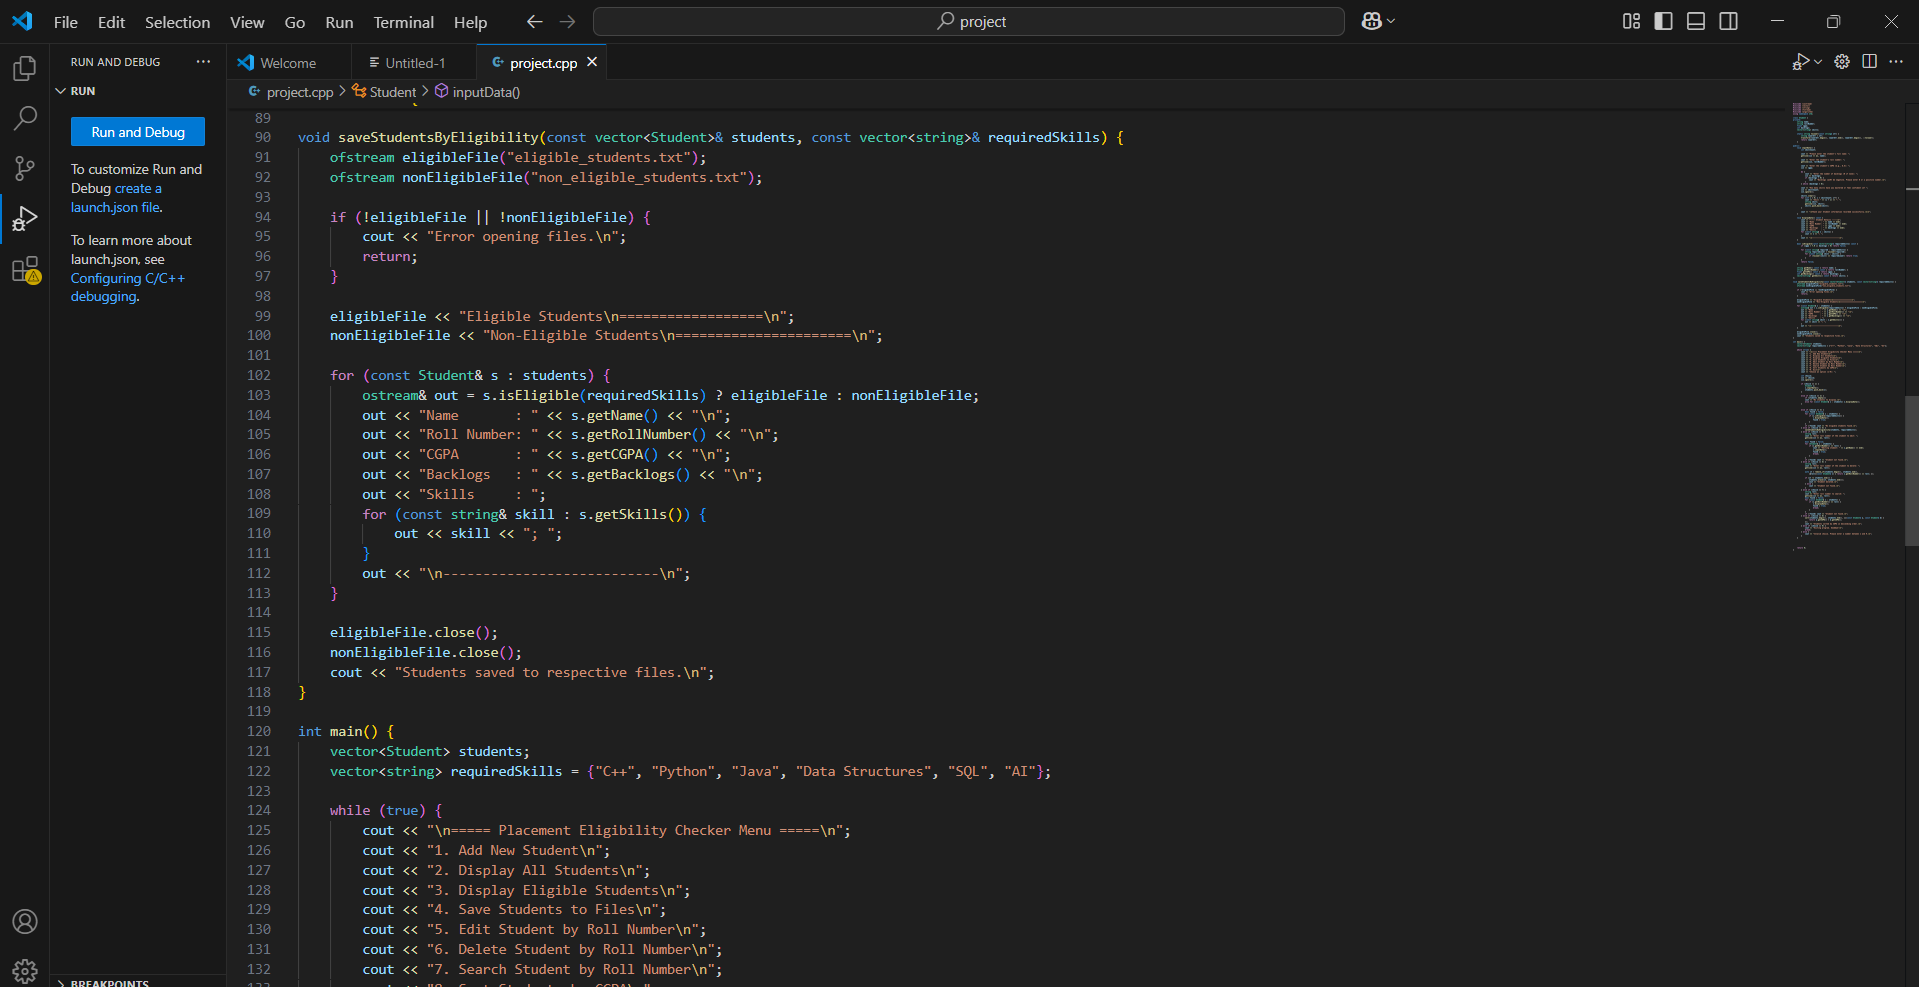 File Edit Selection View Go Run Terminal Help
project
RUN AND DEBUG
Welcome
Untitled-1
project.cpp
RUN
project.cpp > Student > inputData()
Run and Debug
To customize Run and
Debug create a
launch.json file.
To learn more about
launch.json, see
Configuring C/C++
debugging.
BREAKPOINTS
89
90 void saveStudentsByEligibility(const vector<Student>& students, const vector<string>& requiredSkills) {
91     ofstream eligibleFile("eligible_students.txt");
92     ofstream nonEligibleFile("non_eligible_students.txt");
93
94     if (!eligibleFile || !nonEligibleFile) {
95         cout << "Error opening files.\n";
96         return;
97     }
98
99     eligibleFile << "Eligible Students\n==================\n";
100     nonEligibleFile << "Non-Eligible Students\n======================\n";
101
102     for (const Student& s : students) {
103         ostream& out = s.isEligible(requiredSkills) ? eligibleFile : nonEligibleFile;
104         out << "Name       : " << s.getName() << "\n";
105         out << "Roll Number: " << s.getRollNumber() << "\n";
106         out << "CGPA       : " << s.getCGPA() << "\n";
107         out << "Backlogs   : " << s.getBacklogs() << "\n";
108         out << "Skills     : ";
109         for (const string& skill : s.getSkills()) {
110             out << skill << "; ";
111         }
112         out << "\n---------------------------\n";
113     }
114
115     eligibleFile.close();
116     nonEligibleFile.close();
117     cout << "Students saved to respective files.\n";
118 }
119
120 int main() {
121     vector<Student> students;
122     vector<string> requiredSkills = {"C++", "Python", "Java", "Data Structures", "SQL", "AI"};
123
124     while (true) {
125         cout << "\n===== Placement Eligibility Checker Menu =====\n";
126         cout << "1. Add New Student\n";
127         cout << "2. Display All Students\n";
128         cout << "3. Display Eligible Students\n";
129         cout << "4. Save Students to Files\n";
130         cout << "5. Edit Student by Roll Number\n";
131         cout << "6. Delete Student by Roll Number\n";
132         cout << "7. Search Student by Roll Number\n";